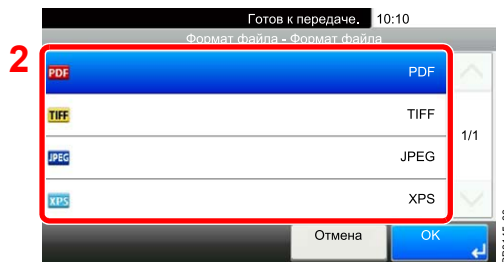 Готов к передаче. 10:10
Формат файла - Формат файла
2
PDF PDF
TIFF TIFF
1/1
JPEG JPEG
XPS XPS
Отмена OK